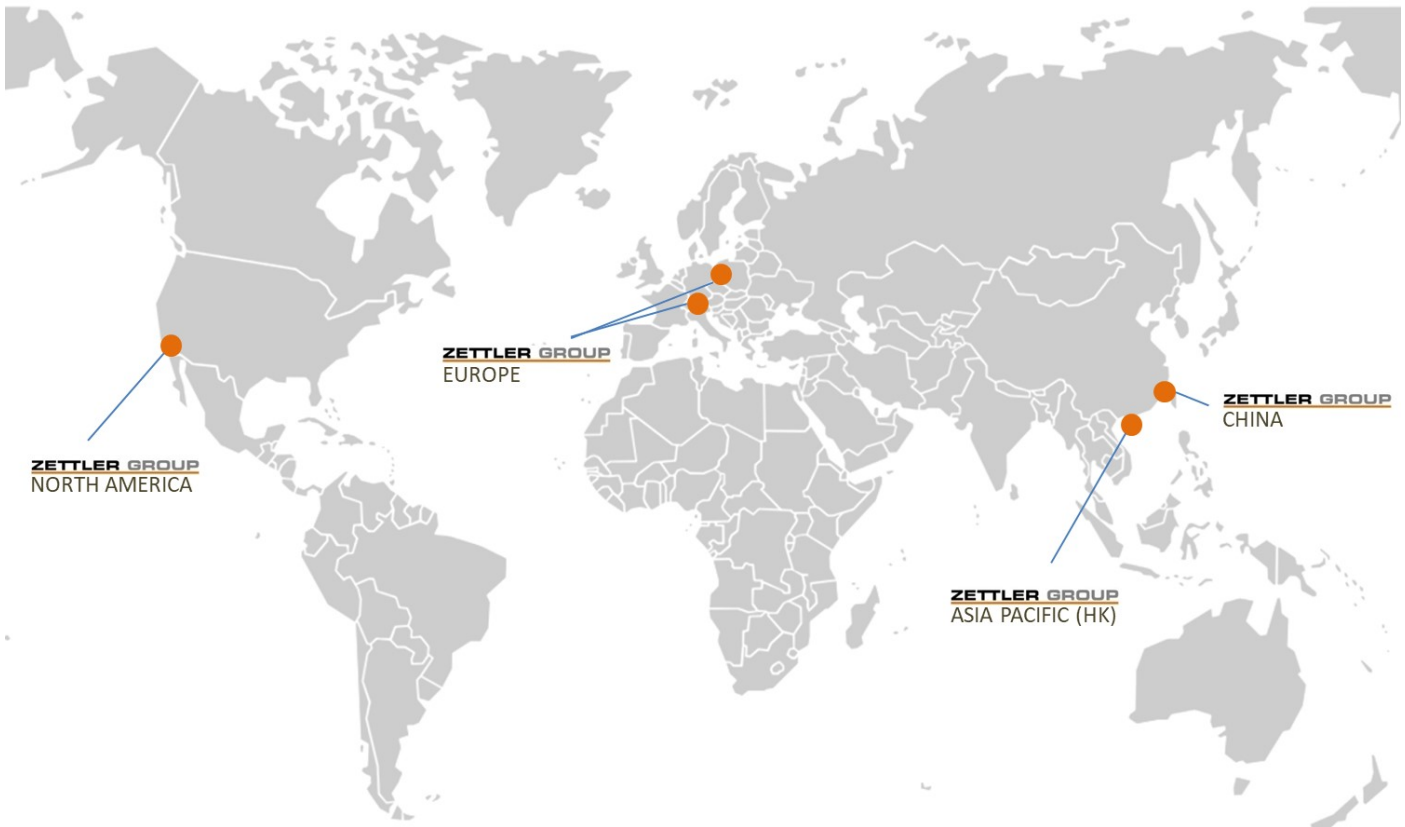 ZETTLER GROUP
EUROPE
ZETTLER GROUP
CHINA
ZETTLER GROUP
NORTH AMERICA
ZETTLER GROUP
ASIA PACIFIC (HK)